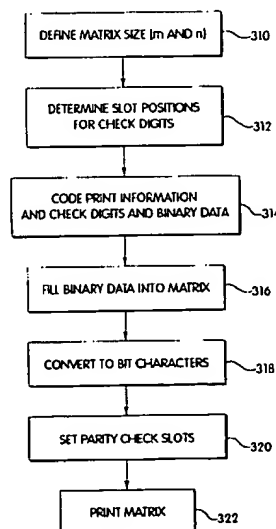 DEFINE MATRIX SIZE (m AND n)
310
DETERMINE SLOT POSITIONS
FOR CHECK DIGITS
312
CODE PRINT INFORMATION
AND CHECK DIGITS AND BINARY DATA
314
FILL BINARY DATA INTO MATRIX
316
CONVERT TO BIT CHARACTERS
318
SET PARITY CHECK SLOTS
320
PRINT MATRIX
322